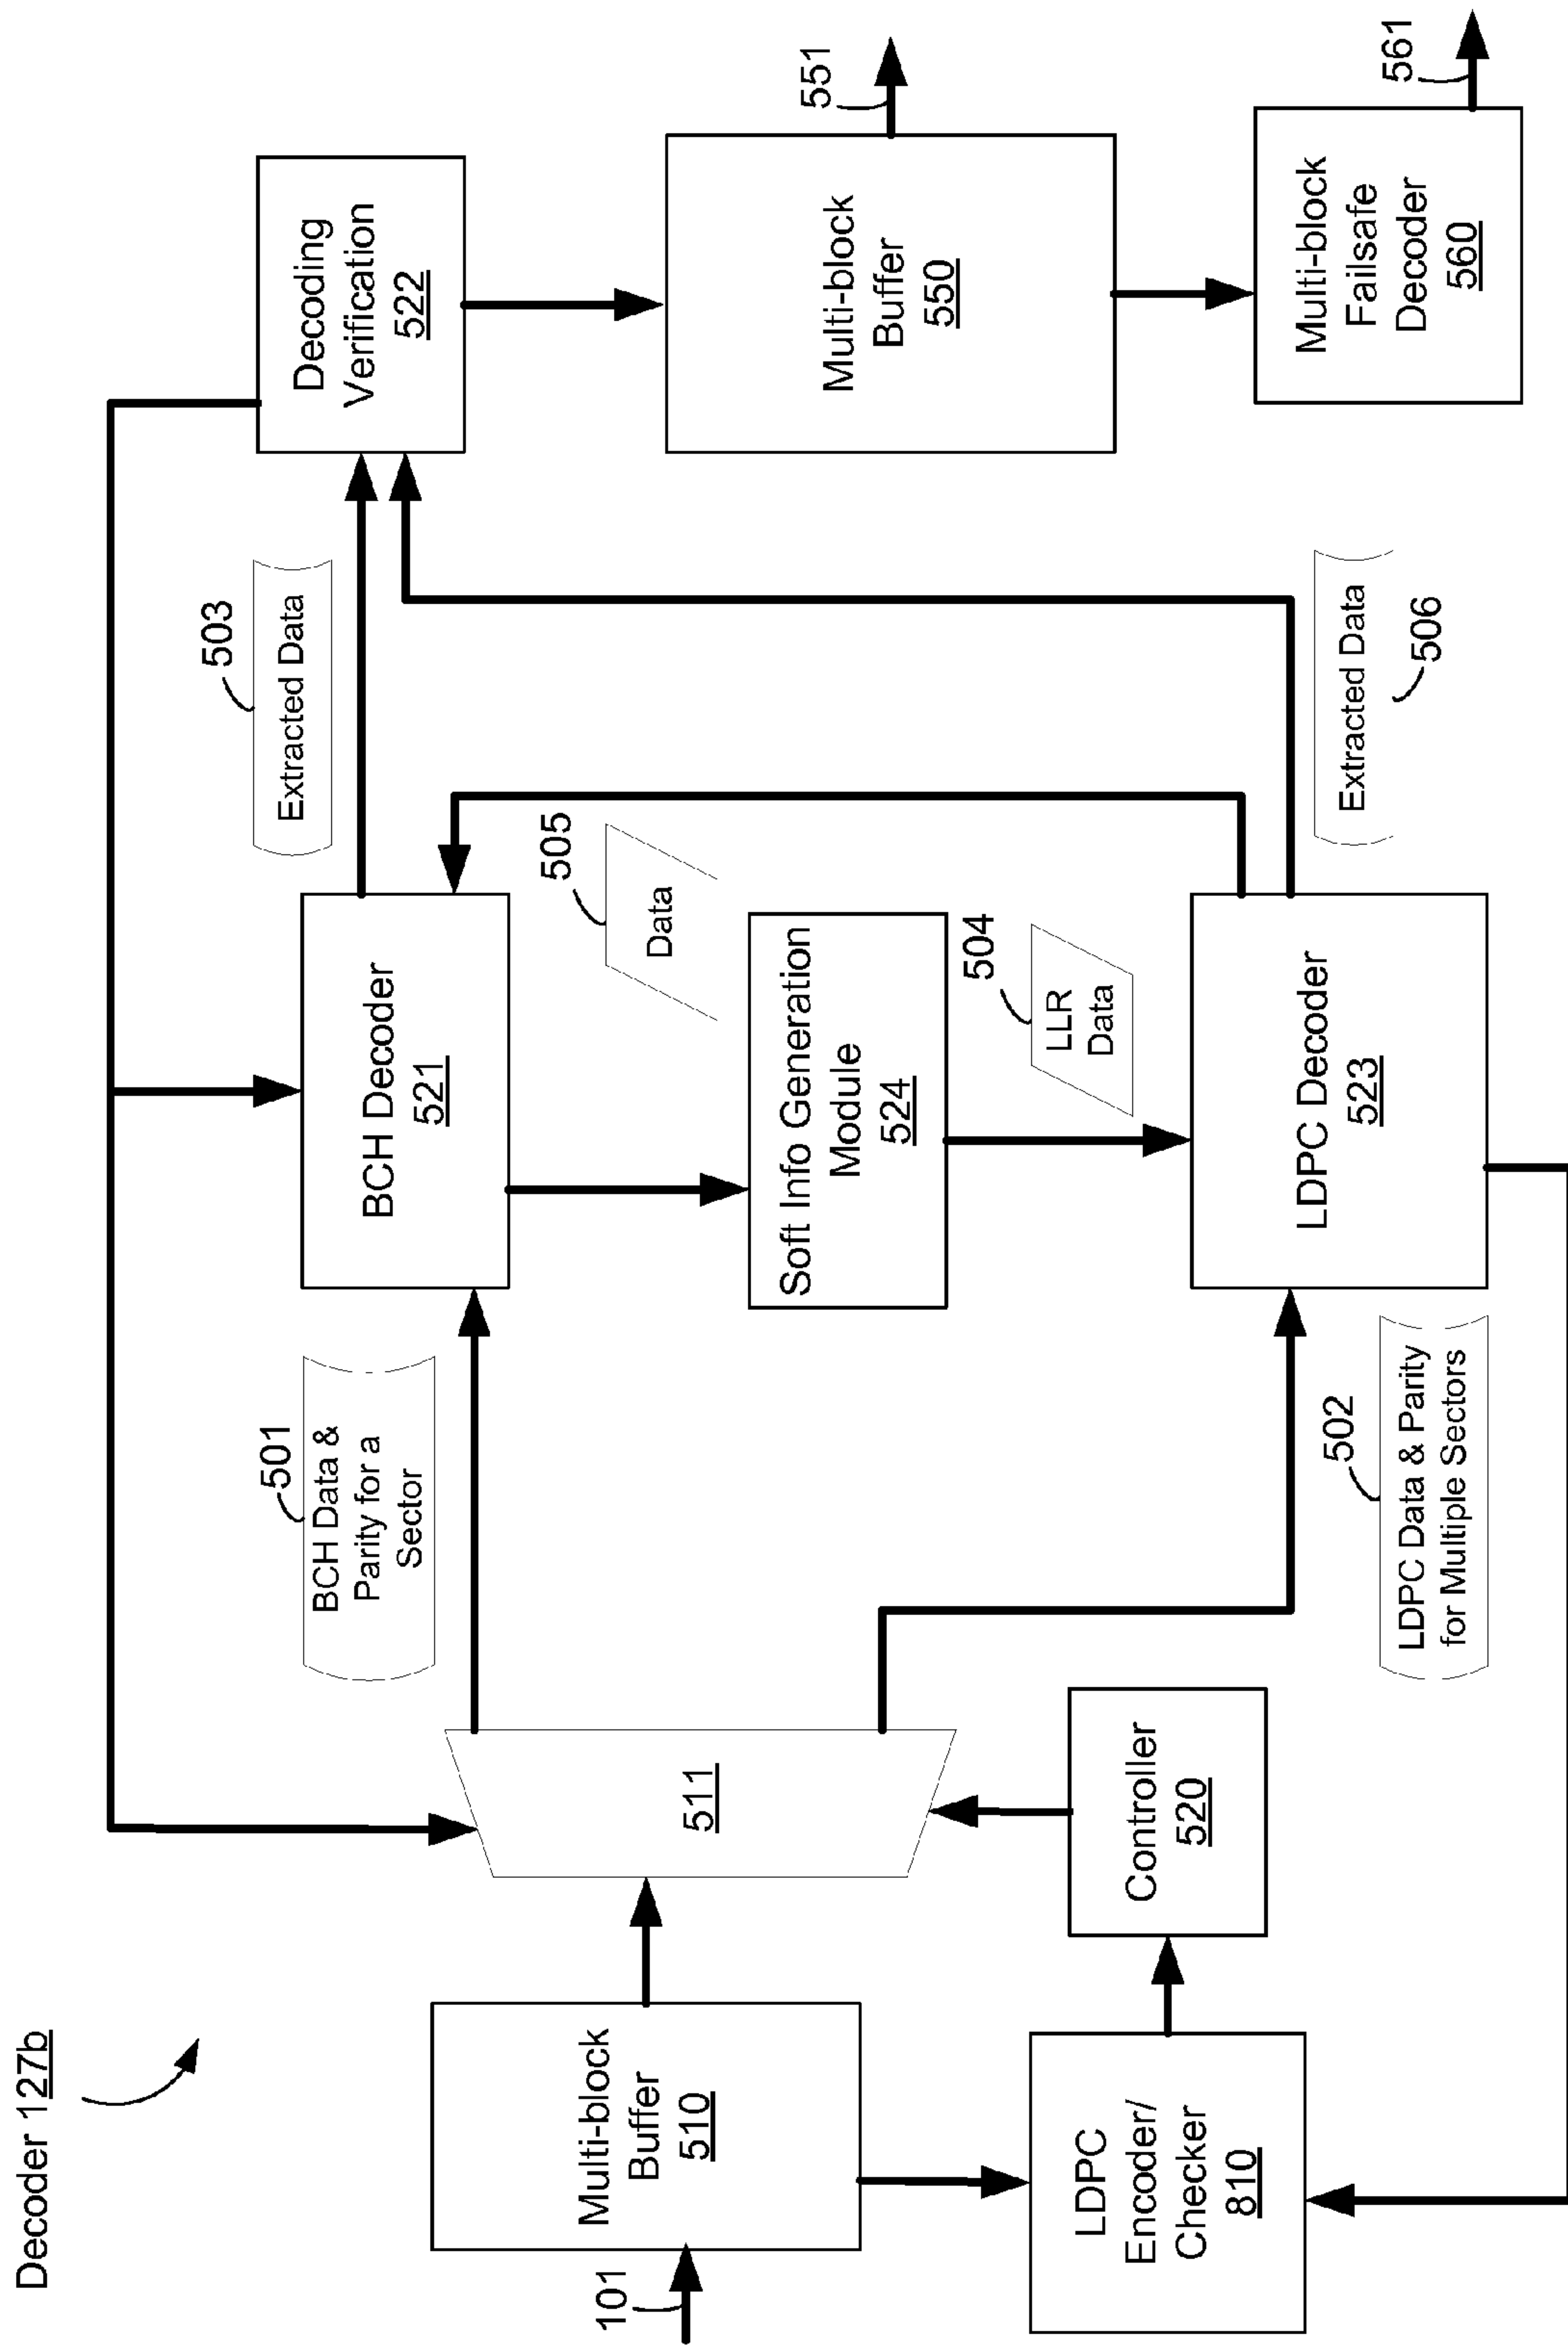 Decoder 127b
101
Multi-block
Buffer
510
LDPC
Encoder/
Checker
810
511
Controller
520
501
BCH Data &
Parity for a
Sector
502
LDPC Data & Parity
for Multiple Sectors
BCH Decoder
521
Soft Info Generation
Module
524
505
Data
504
LLR
Data
LDPC Decoder
523
503
Extracted Data
Extracted Data
506
Decoding
Verification
522
Multi-block
Buffer
550
551
Multi-block
Failsafe
Decoder
560
561